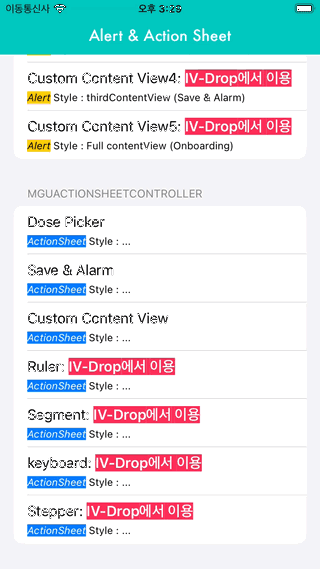 이동통신사 오후 3:29
Alert & Action Sheet
Custom Content View4: IV-Drop에서 이용
Alert Style : thirdContentView (Save & Alarm)
Custom Content View5: IV-Drop에서 이용
Alert Style : Full contentView (Onboarding)
MGUACTIONSHEETCONTROLLER
Dose Picker
ActionSheet Style : ...
Save & Alarm
ActionSheet Style : ...
Custom Content View
ActionSheet Style : ...
Ruler: IV-Drop에서 이용
ActionSheet Style : ...
Segment: IV-Drop에서 이용
ActionSheet Style : ...
keyboard: IV-Drop에서 이용
ActionSheet Style : ...
Stepper: IV-Drop에서 이용
ActionSheet Style : ...